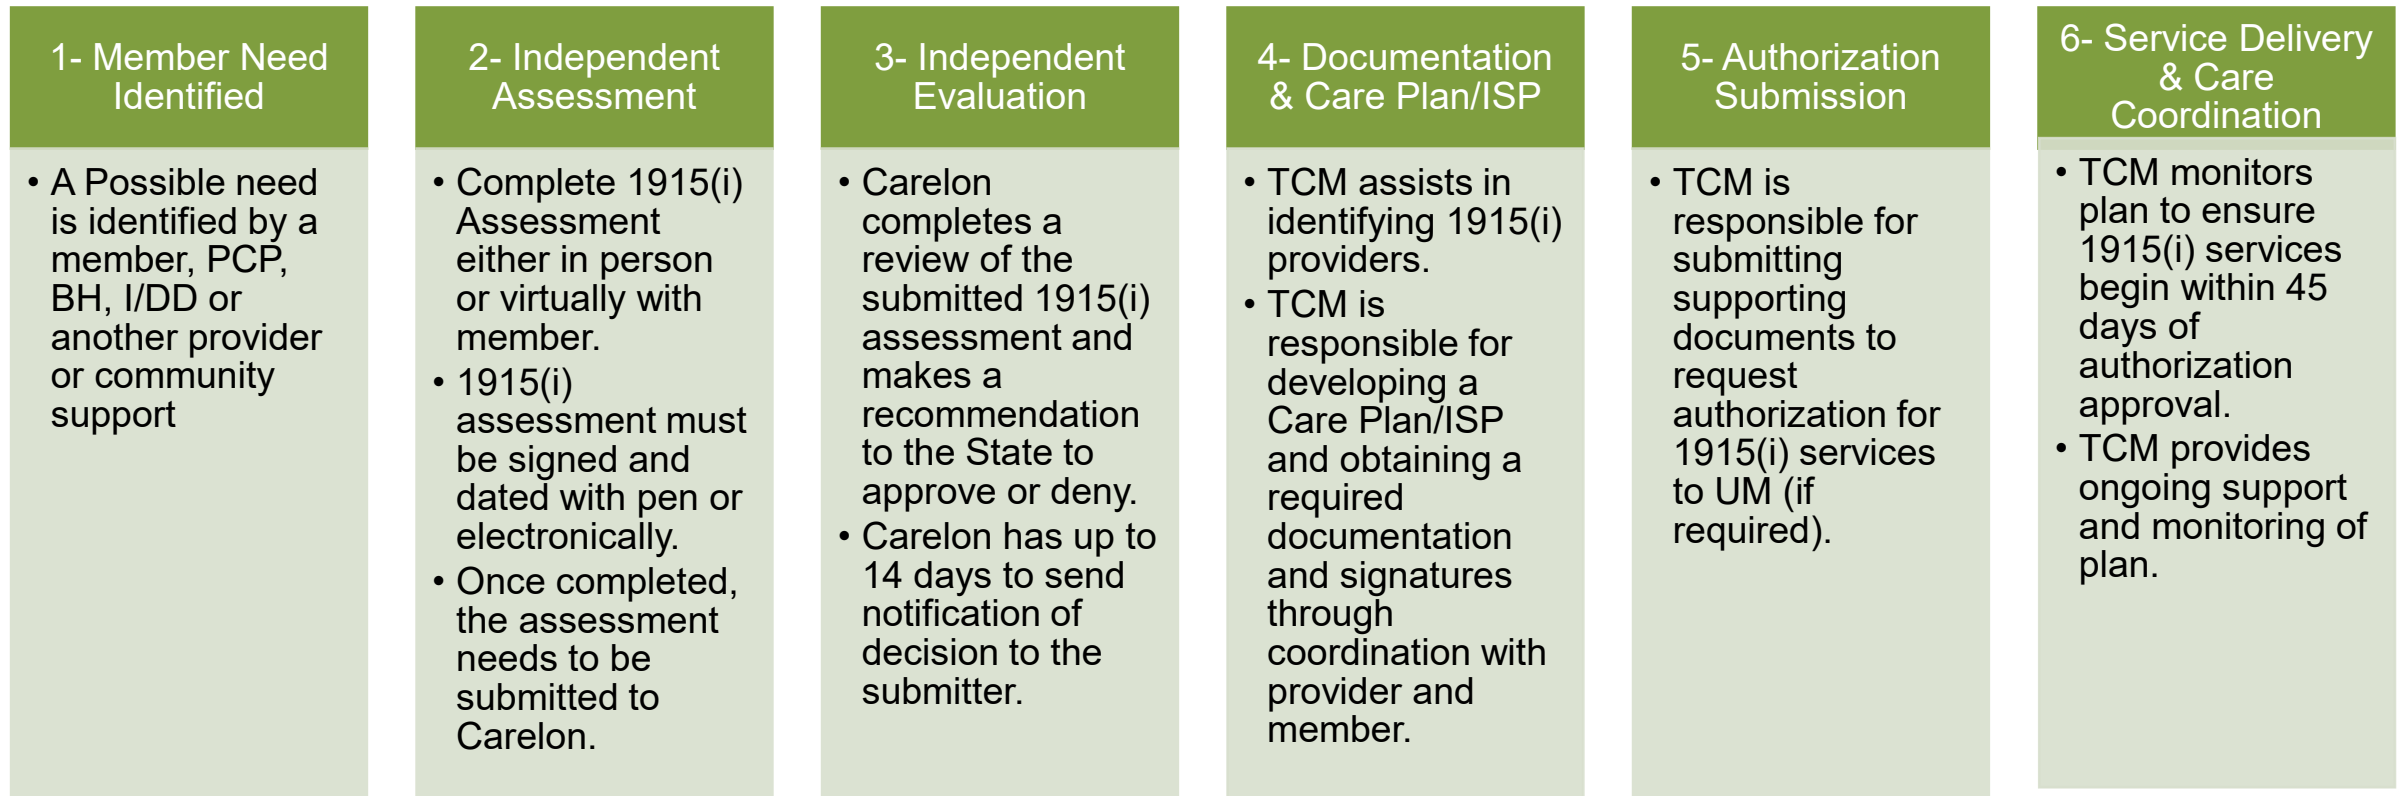 1- Member Need
Identified
• A Possible need
is identified by a
member, PCP,
BH, I/DD or
another provider
or community
support
2- Independent
Assessment
• Complete 1915(i)
Assessment
either in person
or virtually with
member.
• 1915(i)
assessment must
be signed and
dated with pen or
electronically.
• Once completed,
the assessment
needs to be
submitted to
Carelon.
3- Independent
Evaluation
• Carelon
completes a
review of the
submitted 1915(i)
assessment and
makes a
recommendation
to the State to
approve or deny.
• Carelon has up to
14 days to send
notification of
decision to the
submitter.
4- Documentation
& Care Plan/ISP
• TCM assists in
identifying 1915(i)
providers.
• TCM is
responsible for
developing a
Care Plan/ISP
and obtaining a
required
documentation
and signatures
through
coordination with
provider and
member.
5- Authorization
Submission
• TCM is
responsible for
submitting
supporting
documents to
request
authorization for
1915(i) services
to UM (if
required).
6- Service Delivery
& Care
Coordination
• TCM monitors
plan to ensure
1915(i) services
begin within 45
days of
authorization
approval.
• TCM provides
ongoing support
and monitoring of
plan.